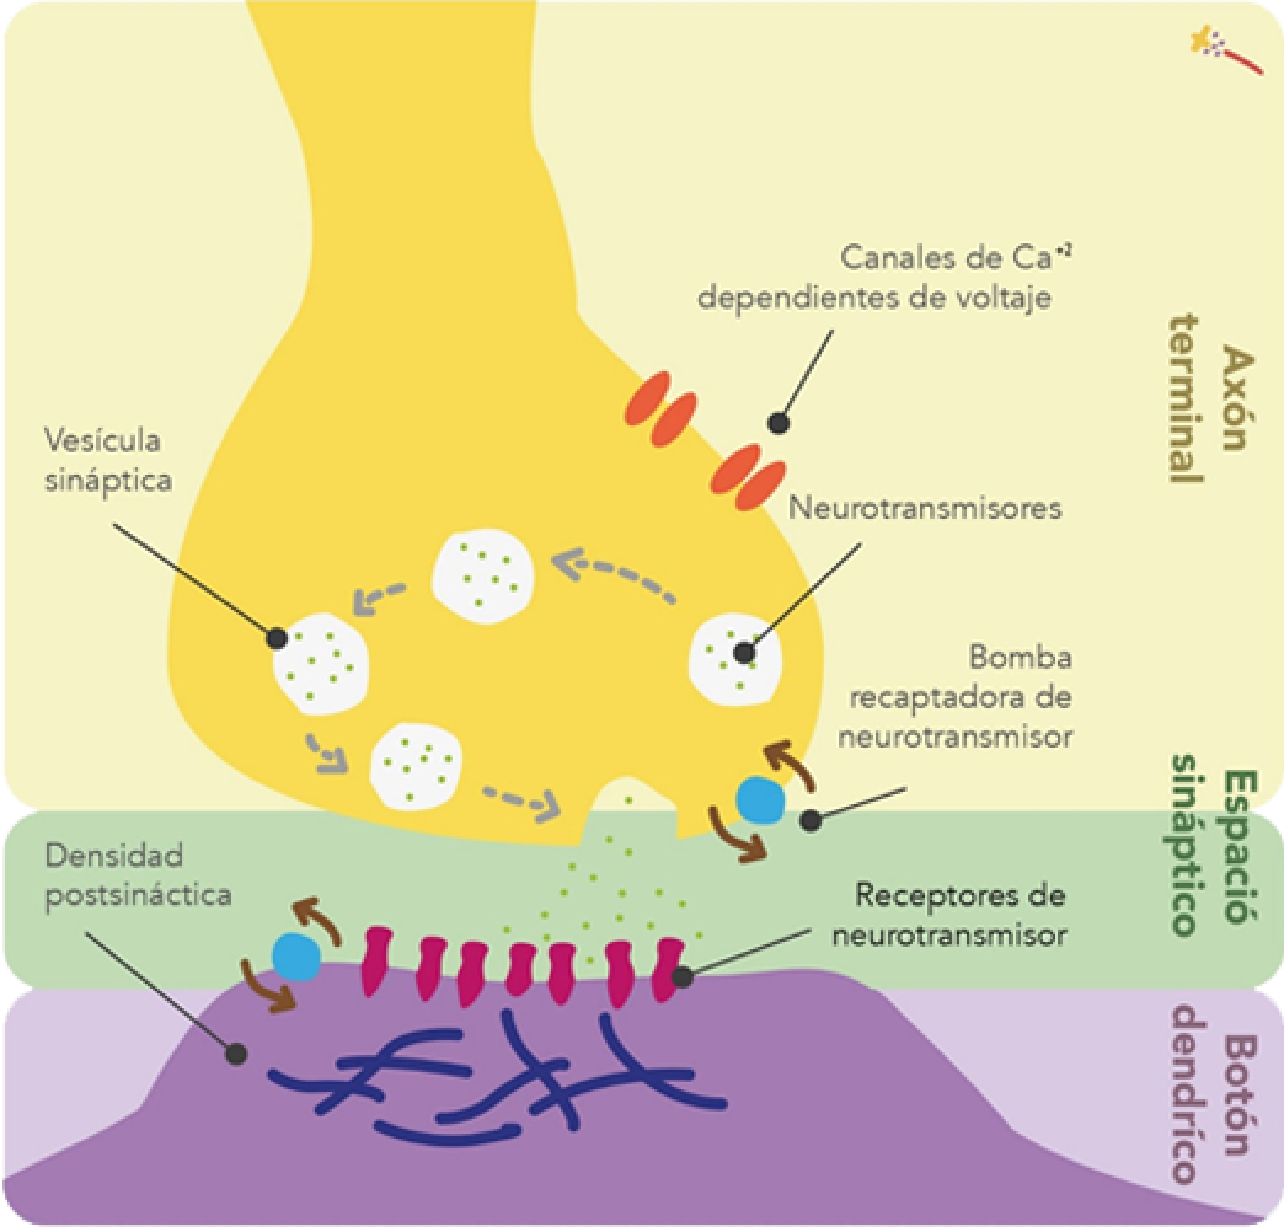 Canales de Ca⁺²
dependientes de voltaje
Axón
terminal
Vesícula
sináptica
Neurotransmisores
Bomba
recaptadora de
neurotransmisor
Espació
sináptico
Densidad
postsináctica
Receptores de
neurotransmisor
Botón
dendríco